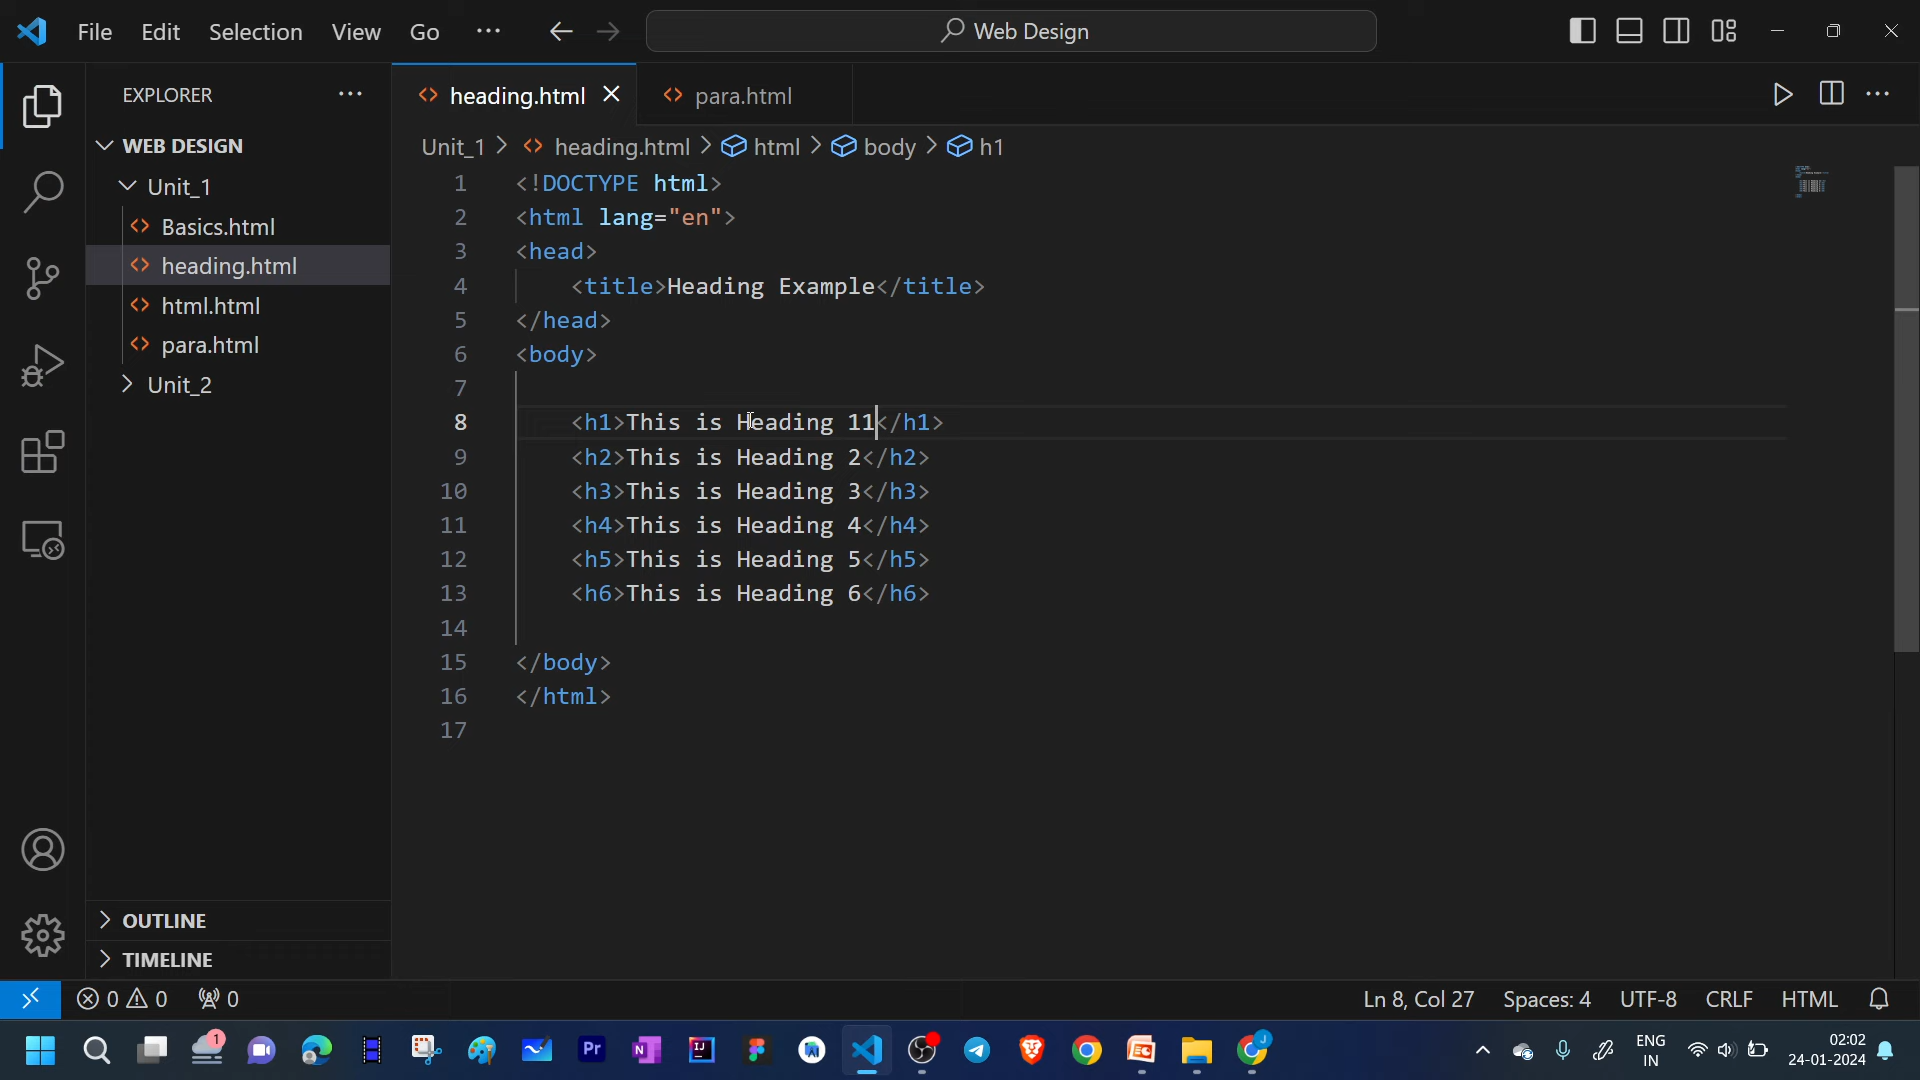 File Edit Selection View Go ··· Web Design
EXPLORER ···
WEB DESIGN
Unit_1
Basics.html
heading.html
html.html
para.html
Unit_2
OUTLINE
TIMELINE
heading.html para.html
Unit_1 > heading.html > html > body > h1
1 <!DOCTYPE html>
2 <html lang="en">
3 <head>
4 <title>Heading Example</title>
5 </head>
6 <body>
7
8 <h1>This is Heading 11</h1>
9 <h2>This is Heading 2</h2>
10 <h3>This is Heading 3</h3>
11 <h4>This is Heading 4</h4>
12 <h5>This is Heading 5</h5>
13 <h6>This is Heading 6</h6>
14
15 </body>
16 </html>
17
0 0 0 Ln 8, Col 27 Spaces: 4 UTF-8 CRLF HTML
1 Pr IJ J ENG 02:02
IN 24-01-2024